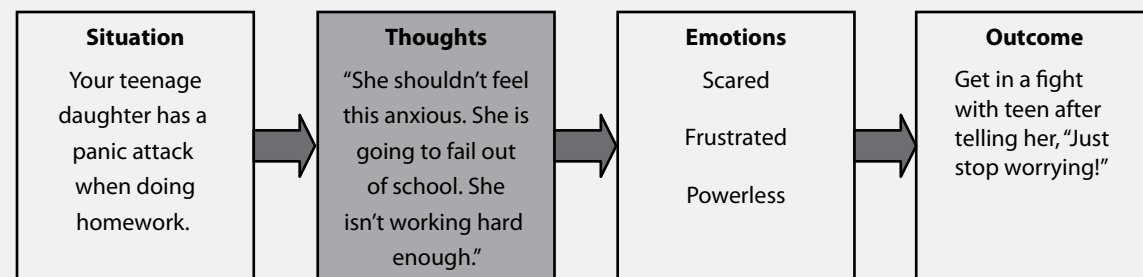 Situation
Your teenage
daughter has a
panic attack
when doing
homework.
Thoughts
“She shouldn’t feel
this anxious. She is
going to fail out
of school. She
isn’t working hard
enough.”
Emotions
Scared
Frustrated
Powerless
Outcome
Get in a fight
with teen after
telling her, “Just
stop worrying!”